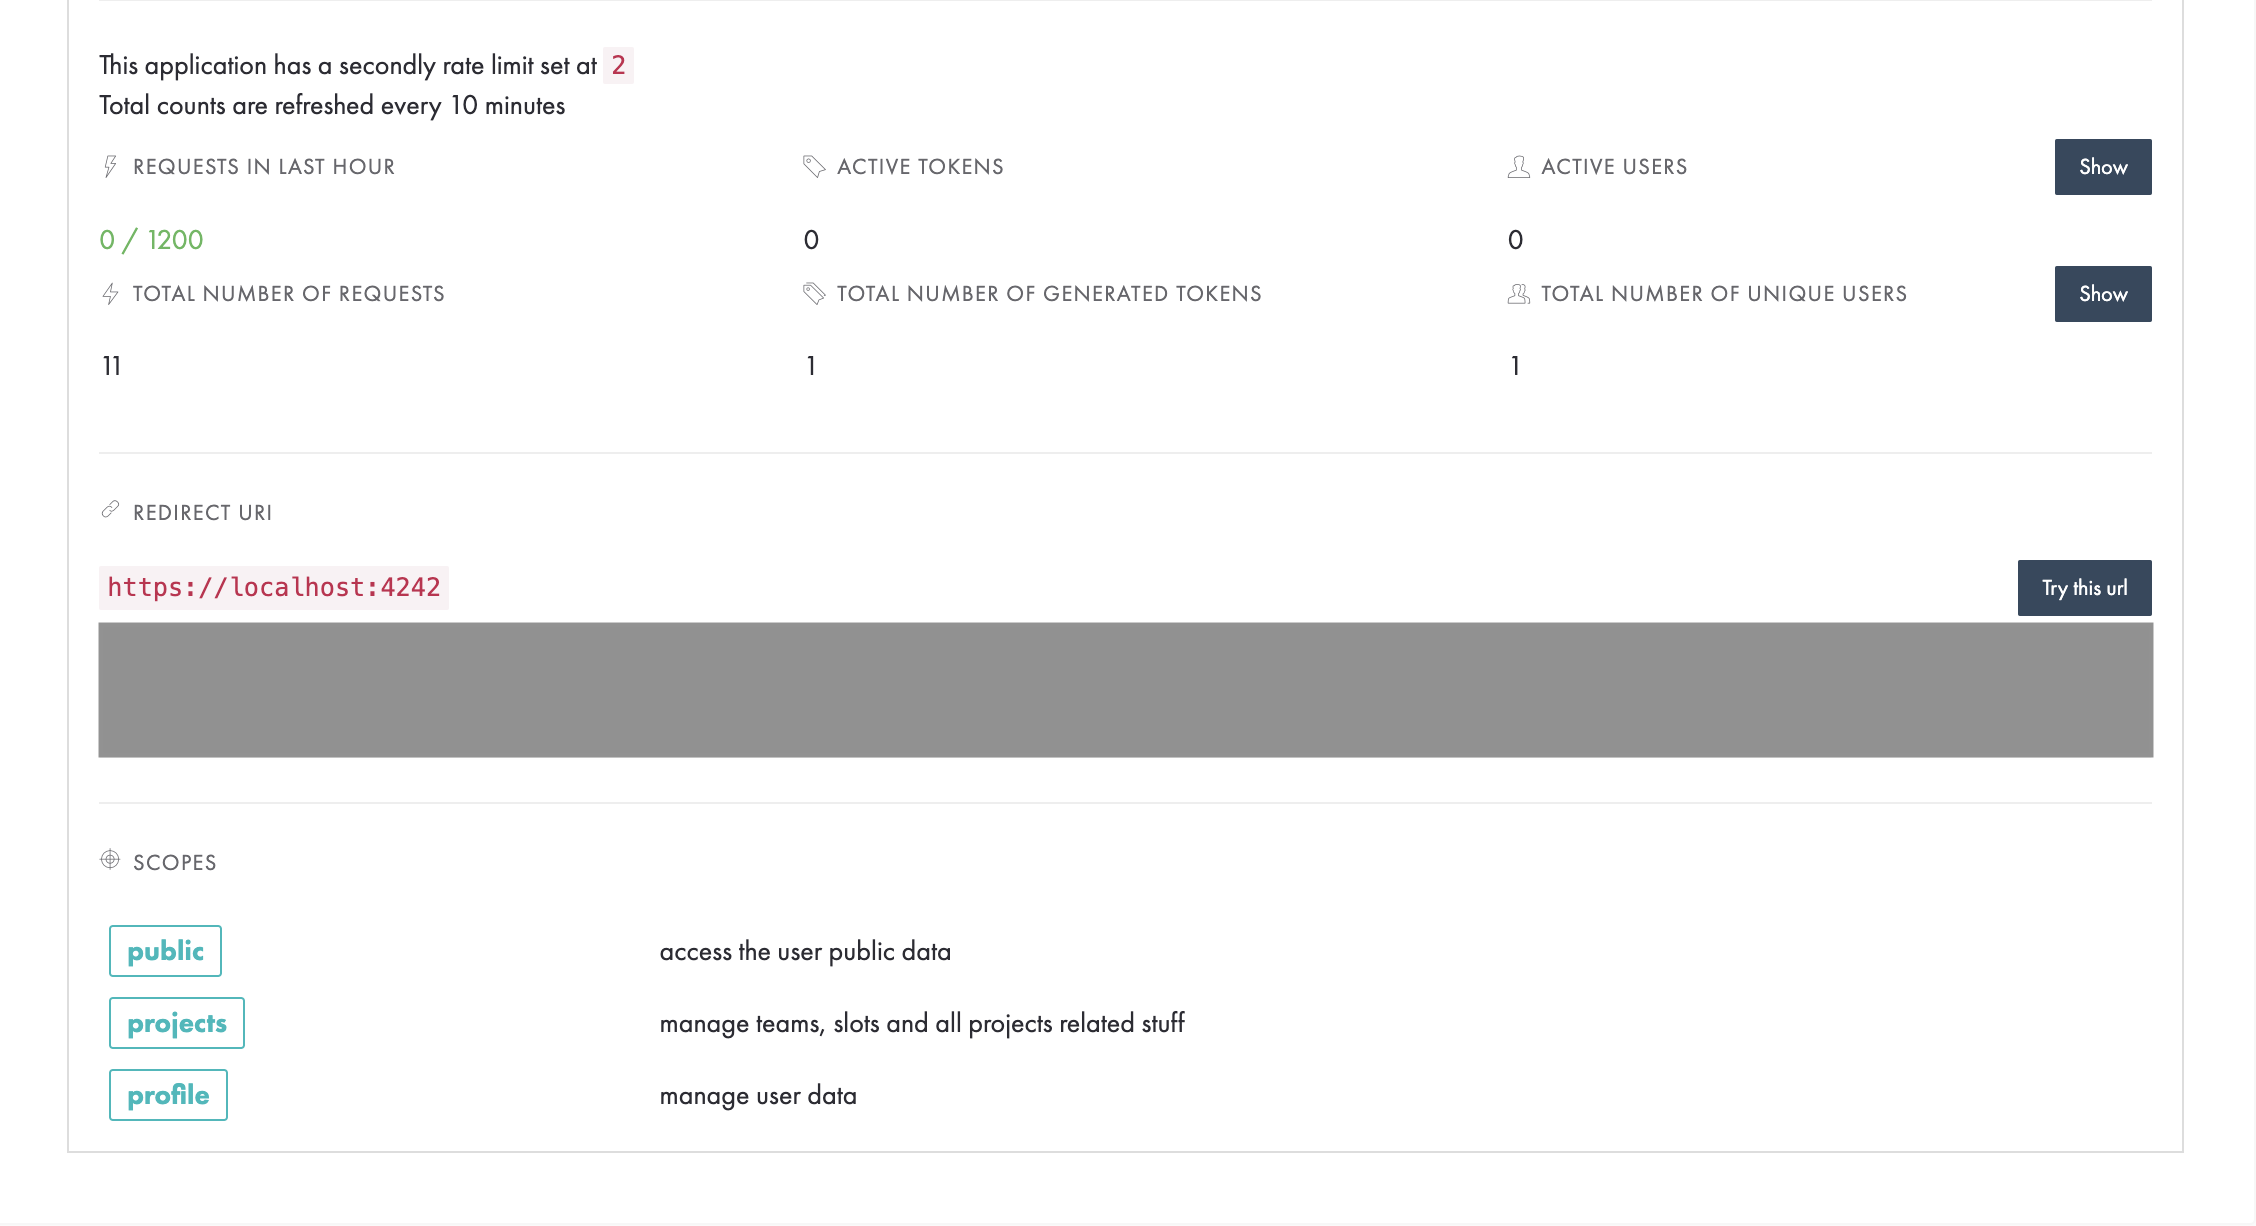 This application has a secondly rate limit set at 2
Total counts are refreshed every 10 minutes
REQUESTS IN LAST HOUR
ACTIVE TOKENS
ACTIVE USERS
Show
0 / 1200
0
0
TOTAL NUMBER OF REQUESTS
TOTAL NUMBER OF GENERATED TOKENS
TOTAL NUMBER OF UNIQUE USERS
Show
11
1
1
REDIRECT URI
https://localhost:4242
Try this url
SCOPES
public
access the user public data
projects
manage teams, slots and all projects related stuff
profile
manage user data